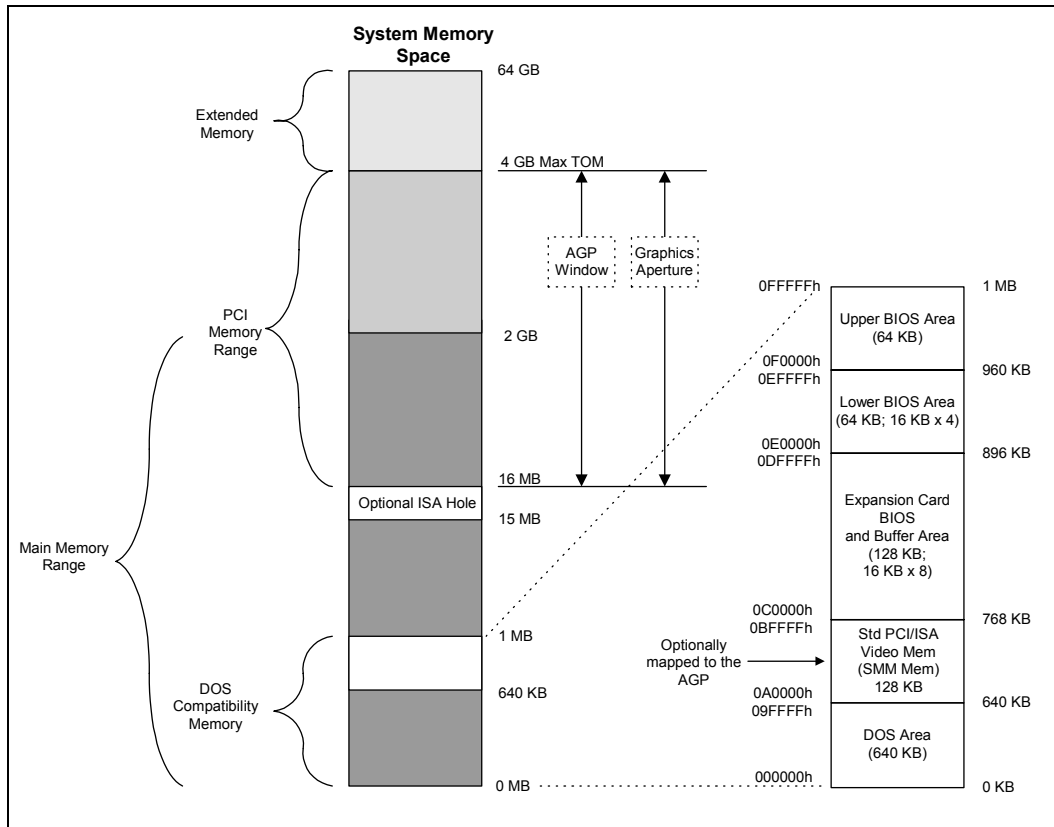 System Memory
Space
64 GB
Extended
Memory
4 GB Max TOM
AGP
Window
Graphics
Aperture
PCI
Memory
Range
2 GB
16 MB
Optional ISA Hole
15 MB
Main Memory
Range
1 MB
DOS
Compatibility
Memory
640 KB
0 MB
0FFFFFh
1 MB
Upper BIOS Area
(64 KB)
0F0000h
960 KB
0EFFFFh
Lower BIOS Area
(64 KB; 16 KB x 4)
0E0000h
896 KB
0DFFFFh
Expansion Card
BIOS
and Buffer Area
(128 KB;
16 KB x 8)
0C0000h
768 KB
0BFFFFh
Optionally
mapped to the
AGP
Std PCI/ISA
Video Mem
(SMM Mem)
128 KB
0A0000h
640 KB
09FFFFh
DOS Area
(640 KB)
000000h
0 KB